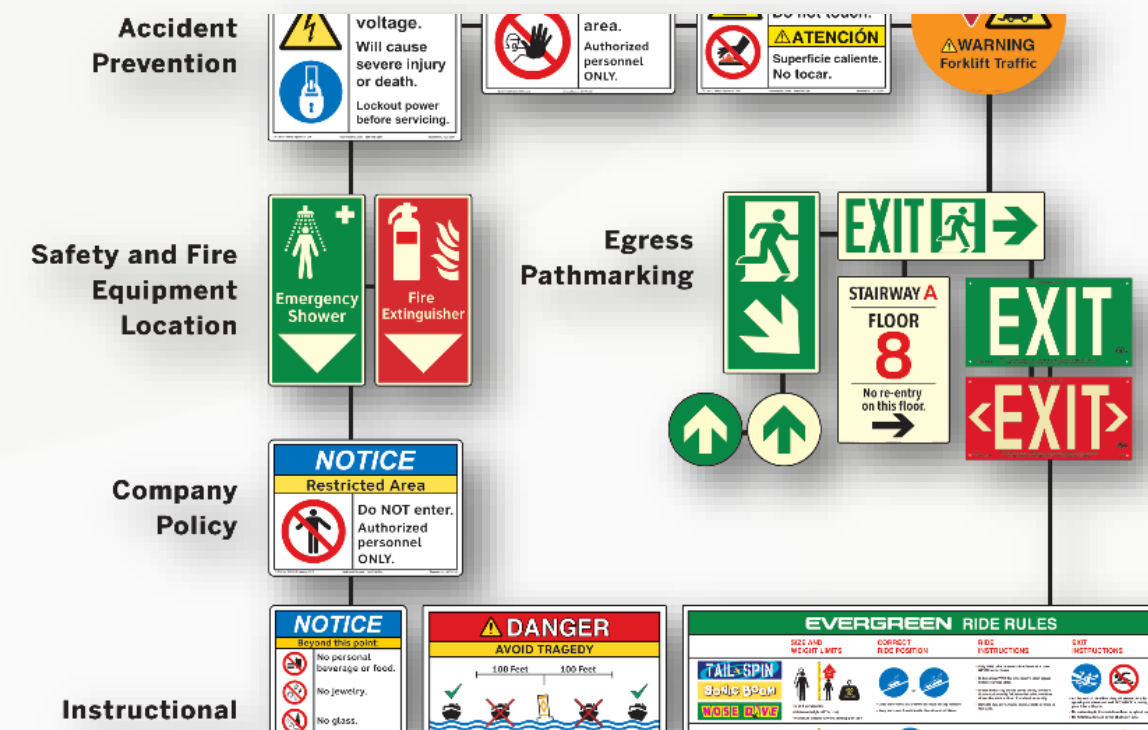 Accident
Prevention
voltage.
Will cause
severe injury
or death.
Lockout power
before servicing.
area.
Authorized
personnel
ONLY.
Do not touch.
ATENCIÓN
Superficie caliente.
No tocar.
WARNING
Forklift Traffic
Safety and Fire
Equipment
Location
Emergency
Shower
Fire
Extinguisher
Egress
Pathmarking
EXIT
STAIRWAY A
FLOOR
8
No re-entry
on this floor.
EXIT
<EXIT>
Company
Policy
NOTICE
Restricted Area
Do NOT enter.
Authorized
personnel
ONLY.
Instructional
NOTICE
Beyond this point:
No personal
beverage or food.
No jewelry.
No glass.
DANGER
AVOID TRAGEDY
100 Feet 100 Feet
EVERGREEN RIDE RULES
SIZE AND
WEIGHT LIMITS
CORRECT
RIDE POSITION
RIDE
INSTRUCTIONS
EXIT
INSTRUCTIONS
TAIL SPIN
SONIC BOOM
NOSE DIVE